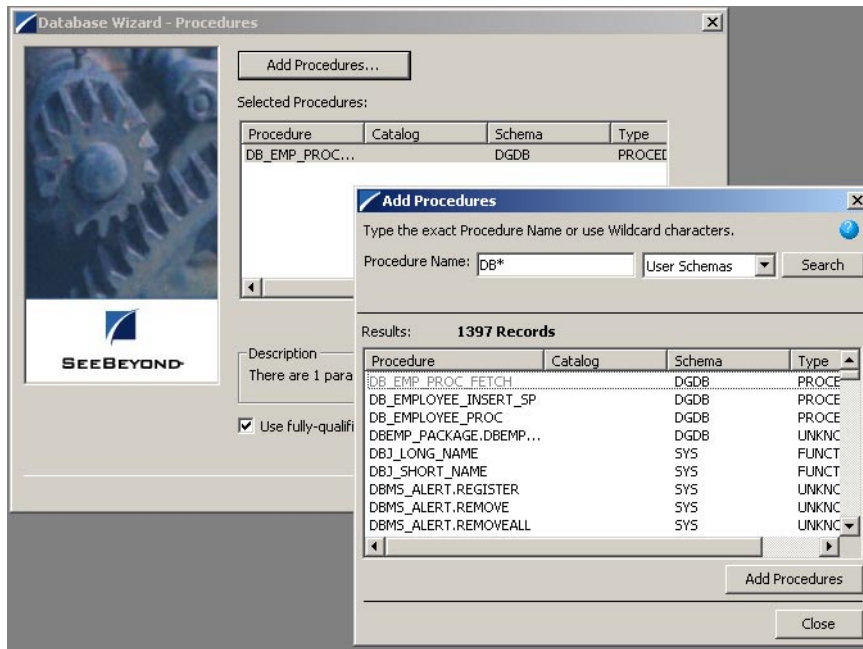 Database Wizard - Procedures
Add Procedures...
Selected Procedures:
Procedure Catalog Schema Type
DB_EMP_PROC... DGDB PROCED
SEEBEYOND
Description
There are 1 para
Use fully-qualifi
Add Procedures
Type the exact Procedure Name or use Wildcard characters.
?
Procedure Name: DB* User Schemas Search
Results: 1397 Records
Procedure Catalog Schema Type
DB_EMP_PROC_FETCH DGDB PROCE
DB_EMPLOYEE_INSERT_SP DGDB PROCE
DB_EMPLOYEE_PROC DGDB PROCE
DBEMP_PACKAGE.DBEMP... DGDB UNKNC
DBJ_LONG_NAME SYS FUNCT
DBJ_SHORT_NAME SYS FUNCT
DBMS_ALERT.REGISTER SYS UNKNC
DBMS_ALERT.REMOVE SYS UNKNC
DBMS_ALERT.REMOVEALL SYS UNKNC
Add Procedures
Close